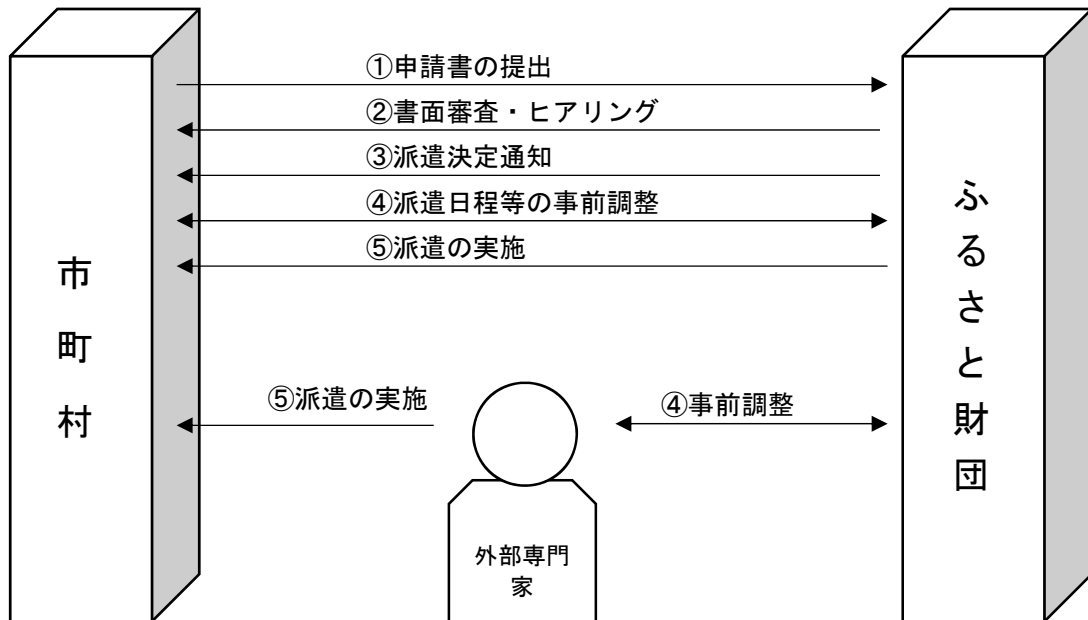 ①申請書の提出
②書面審査・ヒアリング
③派遣決定通知
④派遣日程等の事前調整
⑤派遣の実施
市町村
ふるさと財団
⑤派遣の実施
④事前調整
外部専門
家